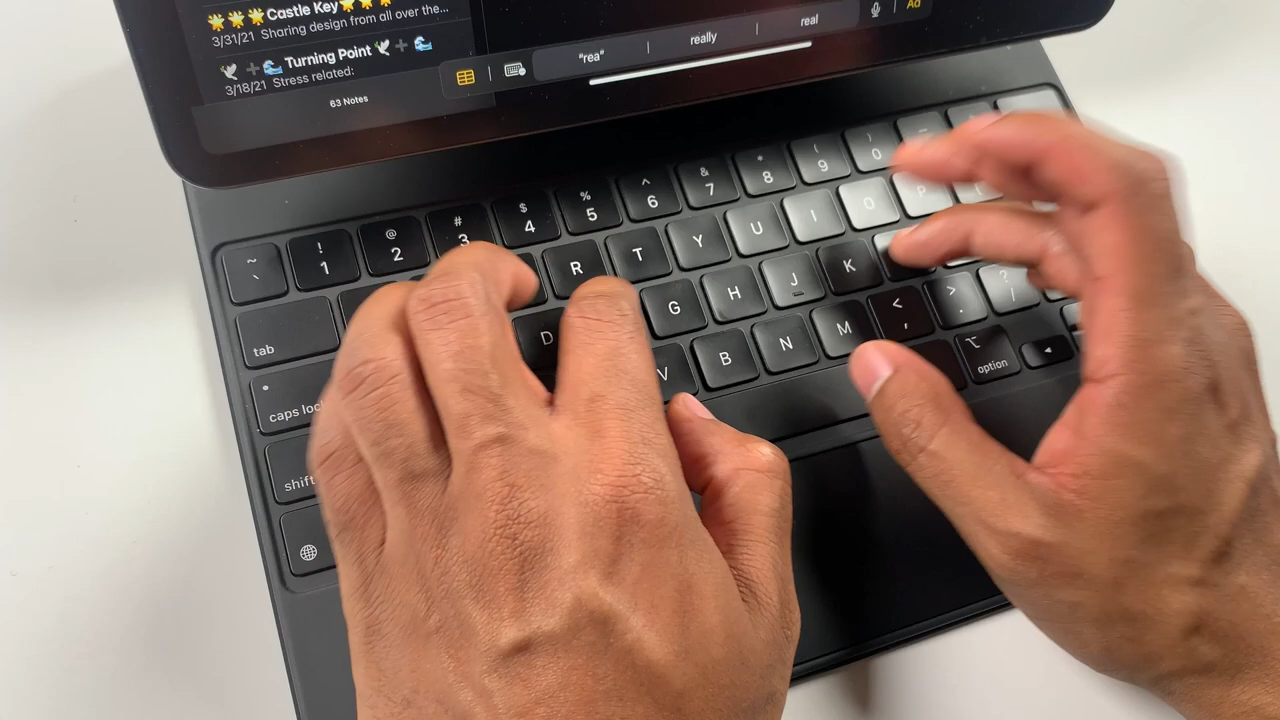 🌟🌟🌟Castle Key🌟🌟🌟
3/31/21 Sharing design from all over the...
🕊 ➕🌊 Turning Point 🕊 ➕ 🌊
3/18/21 Stress related:
63 Notes
"rea" really real
~ ! @ # $ % ^ & * ( ) _
` 1 2 3 4 5 6 7 8 9 0
tab R T Y U I O P {
caps loc D G H J K
shift V B N M < , > . ? /
⌥ option ◀